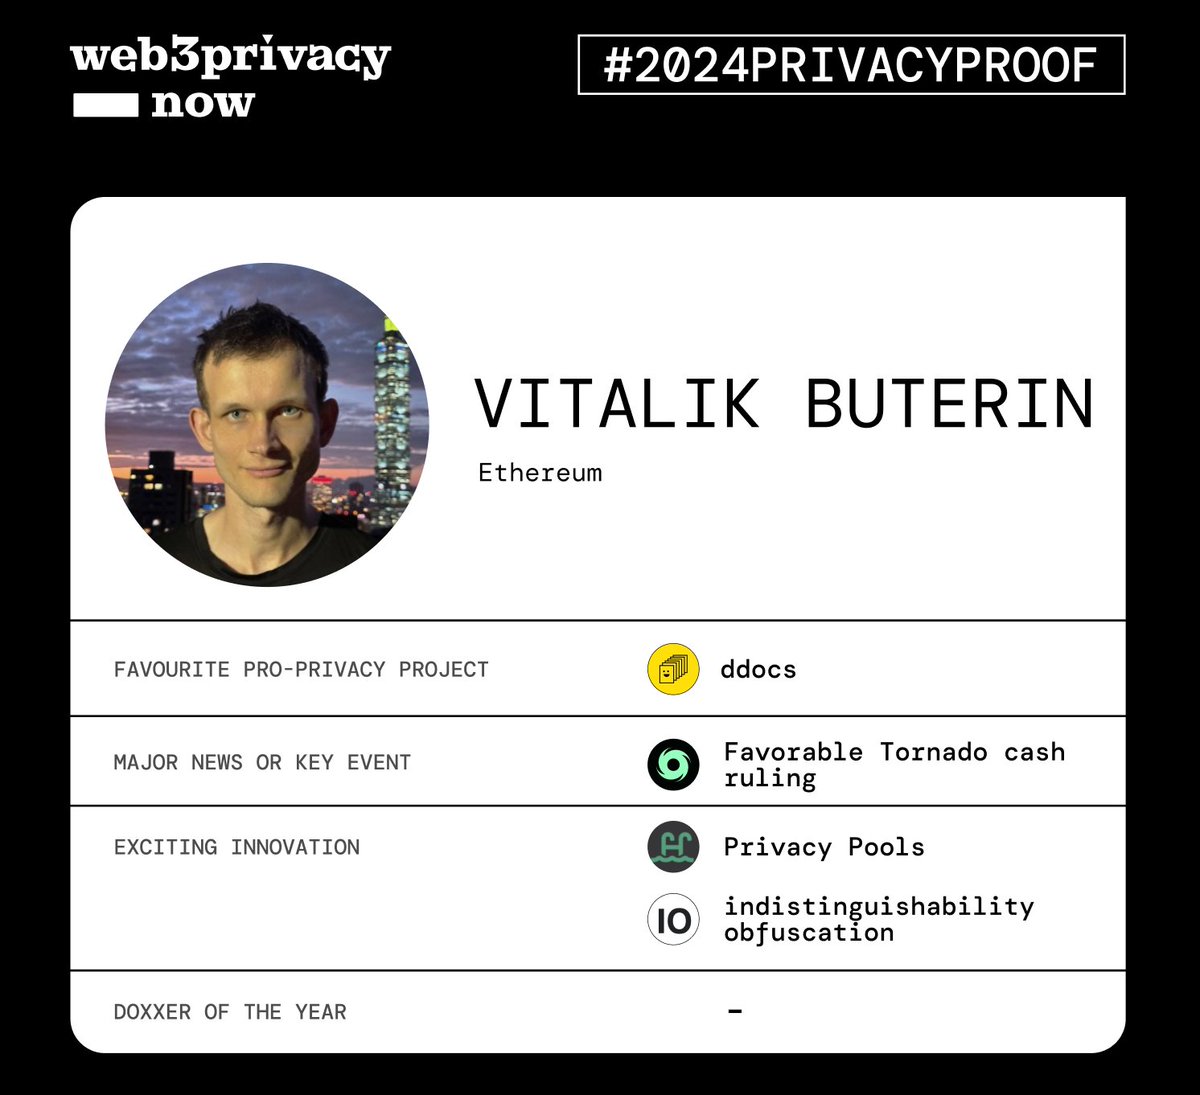 web3privacy
now
#2024PRIVACYPROOF
VITALIK BUTERIN
Ethereum
FAVOURITE PRO-PRIVACY PROJECT
ddocs
MAJOR NEWS OR KEY EVENT
Favorable Tornado cash
ruling
EXCITING INNOVATION
Privacy Pools
IO
indistinguishability
obfuscation
DOXXER OF THE YEAR
-